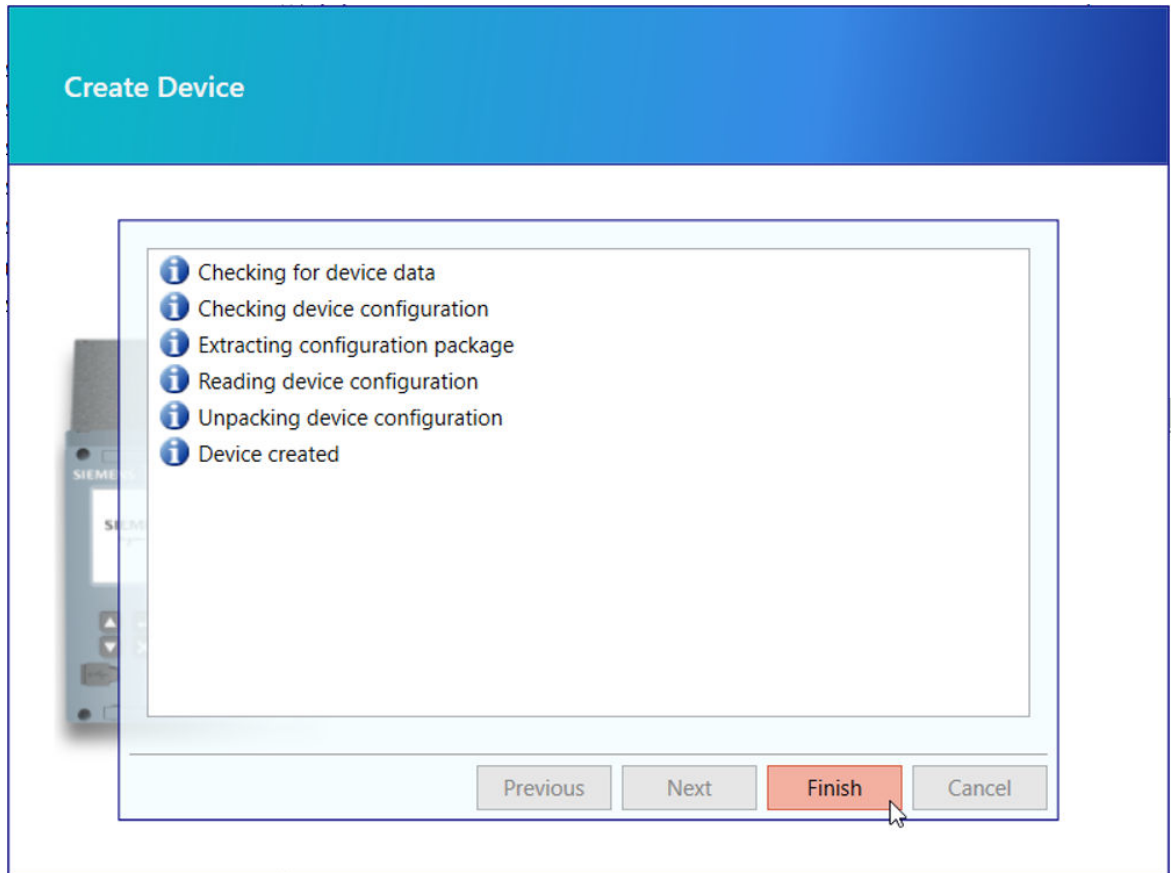 Create Device
Checking for device data
Checking device configuration
Extracting configuration package
Reading device configuration
Unpacking device configuration
Device created
SIEMENS
Previous Next Finish Cancel